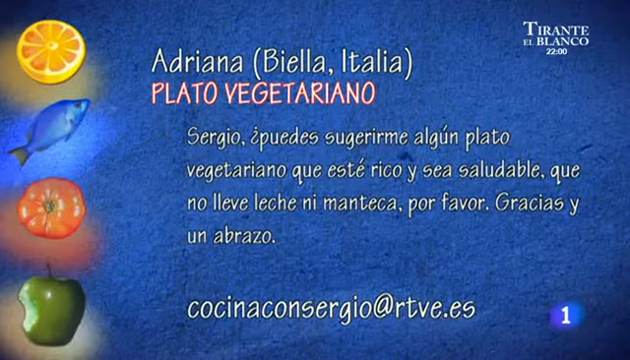 TIRANTE
EL BLANCO
22:00
Adriana (Biella, Italia)
PLATO VEGETARIANO
Sergio, ¿puedes sugerirme algún plato
vegetariano que esté rico y sea saludable, que
no lleve leche ni manteca, por favor. Gracias y
un abrazo.
cocinaconsergio@rtve.es
1